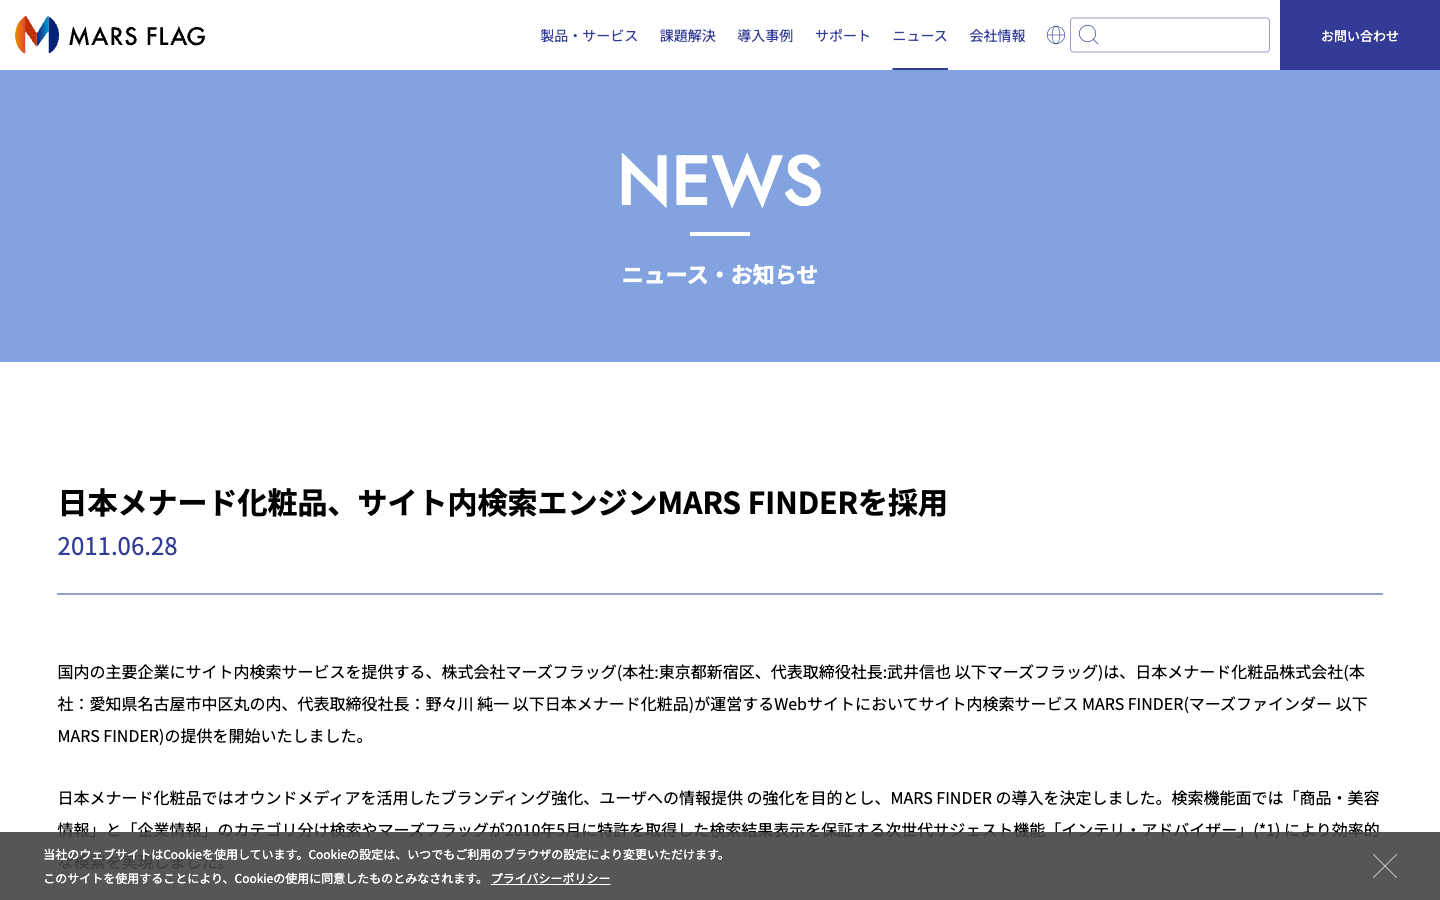 MARS FLAG
製品・サービス 課題解決 導入事例 サポート ニュース 会社情報 お問い合わせ
NEWS
ニュース・お知らせ
日本メナード化粧品、サイト内検索エンジンMARS FINDERを採用
2011.06.28
国内の主要企業にサイト内検索サービスを提供する、株式会社マーズフラッグ(本社:東京都新宿区、代表取締役社長:武井信也 以下マーズフラッグ)は、日本メナード化粧品株式会社(本
社：愛知県名古屋市中区丸の内、代表取締役社長：野々川 純一 以下日本メナード化粧品)が運営するWebサイトにおいてサイト内検索サービス MARS FINDER(マーズファインダー 以下
MARS FINDER)の提供を開始いたしました。
日本メナード化粧品ではオウンドメディアを活用したブランディング強化、ユーザへの情報提供 の強化を目的とし、MARS FINDER の導入を決定しました。検索機能面では「商品・美容
情報」と「企業情報」のカテゴリ分け検索やマーズフラッグが2010年5月に特許を取得した検索結果表示を保証する次世代サジェスト機能「インテリ・アドバイザー」(*1) により効率的
な検索を実現しました。
当社のウェブサイトはCookieを使用しています。Cookieの設定は、いつでもご利用のブラウザの設定により変更いただけます。
このサイトを使用することにより、Cookieの使用に同意したものとみなされます。 プライバシーポリシー